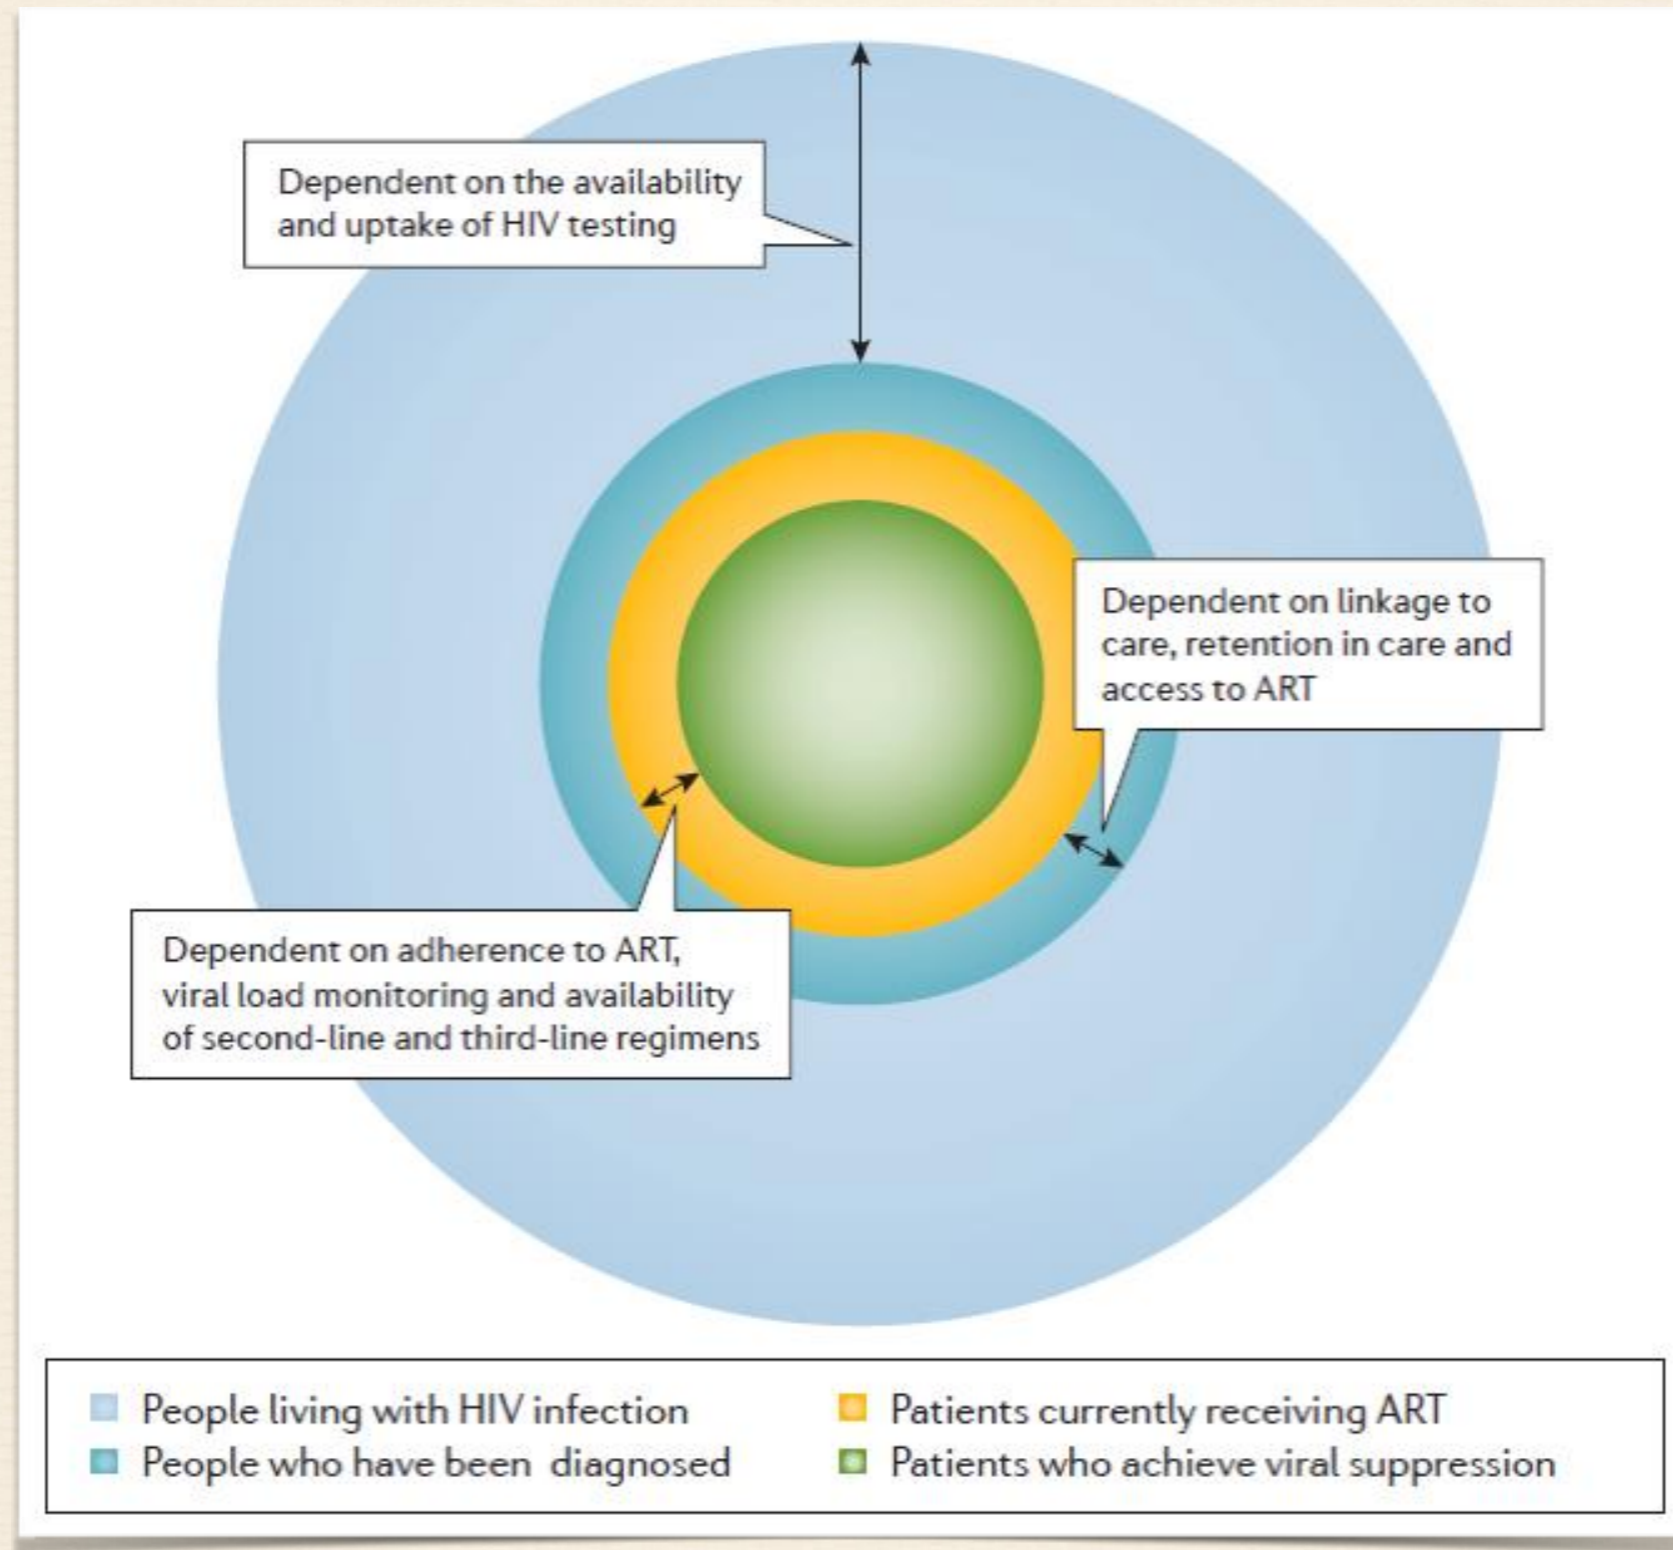 Dependent on the availability
and uptake of HIV testing
Dependent on linkage to
care, retention in care and
access to ART
Dependent on adherence to ART,
viral load monitoring and availability
of second-line and third-line regimens
People living with HIV infection
People who have been diagnosed
Patients currently receiving ART
Patients who achieve viral suppression